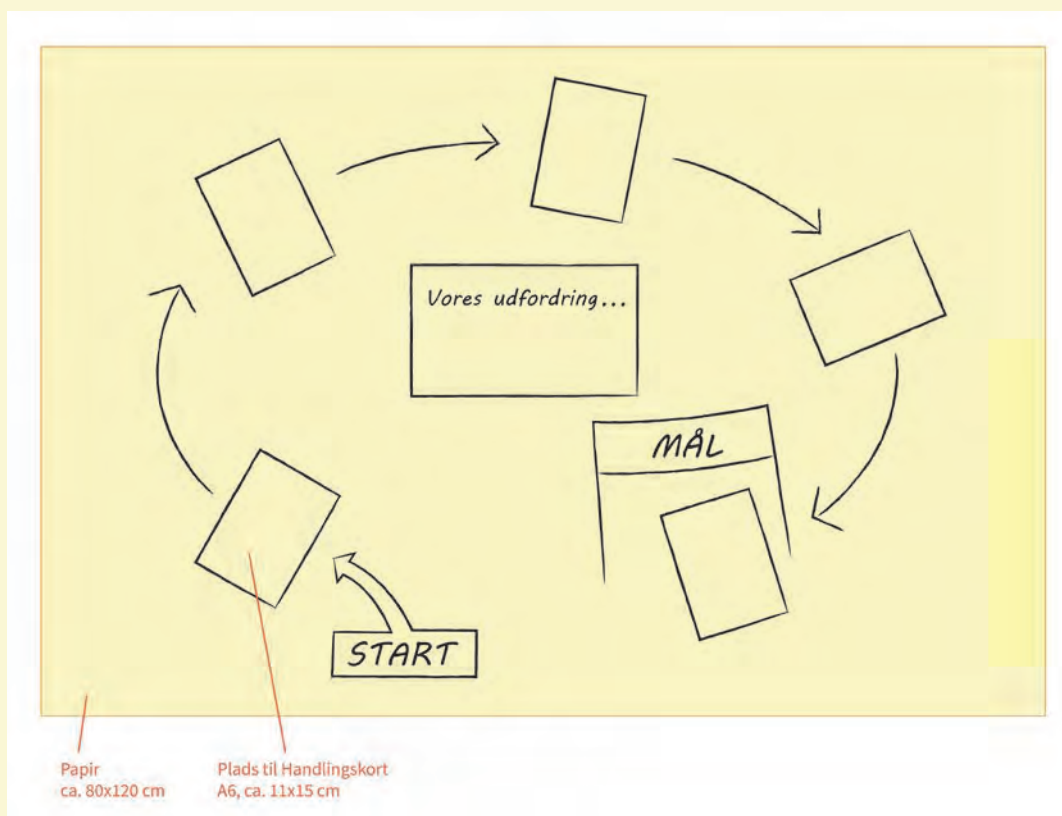 Vores udfordring...
MÅL
START
Papir
ca. 80x120 cm
Plads til Handlingskort
A6, ca. 11x15 cm